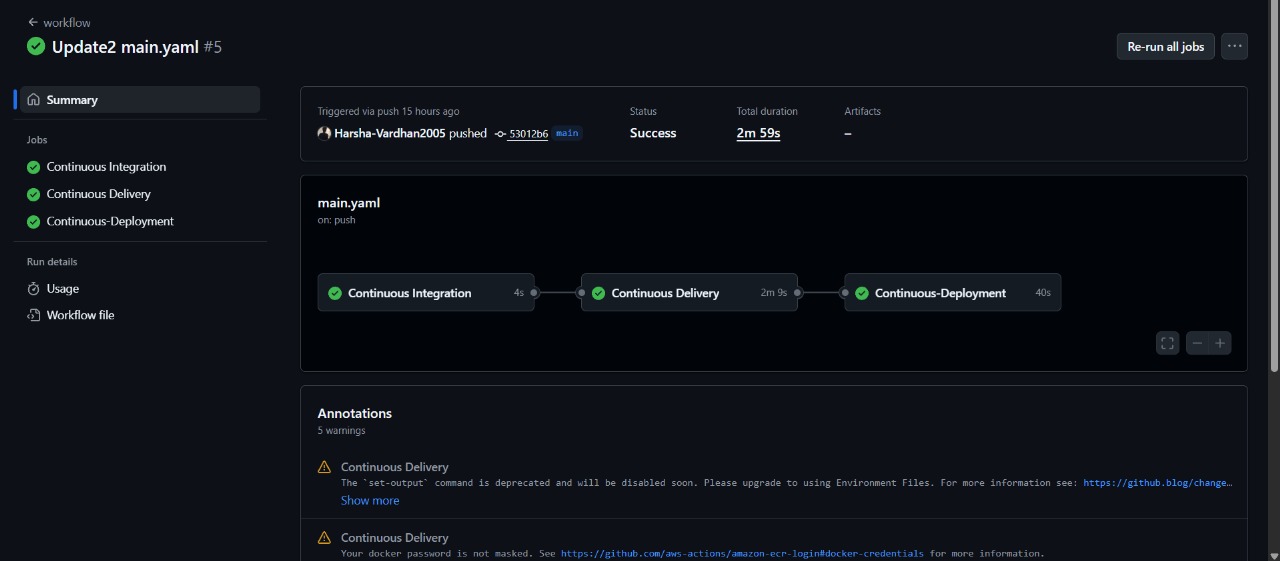 workflow
Update2 main.yaml #5
Re-run all jobs
Summary
Jobs
Continuous Integration
Continuous Delivery
Continuous-Deployment
Run details
Usage
Workflow file
Triggered via push 15 hours ago
Harsha-Vardhan2005 pushed 53012b6 main
Status
Success
Total duration
2m 59s
Artifacts
–
main.yaml
on: push
Continuous Integration 4s
Continuous Delivery 2m 9s
Continuous-Deployment 40s
Annotations
5 warnings
Continuous Delivery
The `set-output` command is deprecated and will be disabled soon. Please upgrade to using Environment Files. For more information see: https://github.blog/change…
Show more
Continuous Delivery
Your docker password is not masked. See https://github.com/aws-actions/amazon-ecr-login#docker-credentials for more information.